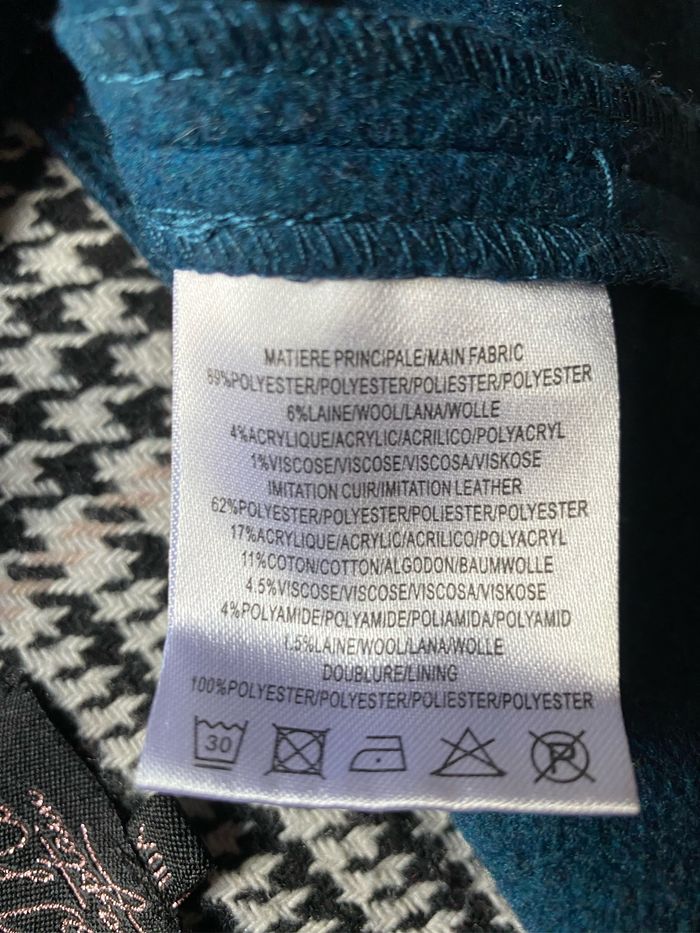 MATIERE PRINCIPALE/MAIN FABRIC
89%POLYESTER/POLYESTER/POLIESTER/POLYESTER
6%LAINE/WOOL/LANA/WOLLE
4%ACRYLIQUE/ACRYLIC/ACRILICO/POLYACRYL
1%VISCOSE/VISCOSE/VISCOSA/VISKOSE
IMITATION CUIR/IMITATION LEATHER
62%POLYESTER/POLYESTER/POLIESTER/POLYESTER
17%ACRYLIQUE/ACRYLIC/ACRILICO/POLYACRYL
11%COTON/COTTON/ALGODON/BAUMWOLLE
4.5%VISCOSE/VISCOSE/VISCOSA/VISKOSE
4%POLYAMIDE/POLYAMIDE/POLIAMIDA/POLYAMID
1.5%LAINE/WOOL/LANA/WOLLE
DOUBLURE/LINING
100%POLYESTER/POLYESTER/POLIESTER/POLYESTER
30 P